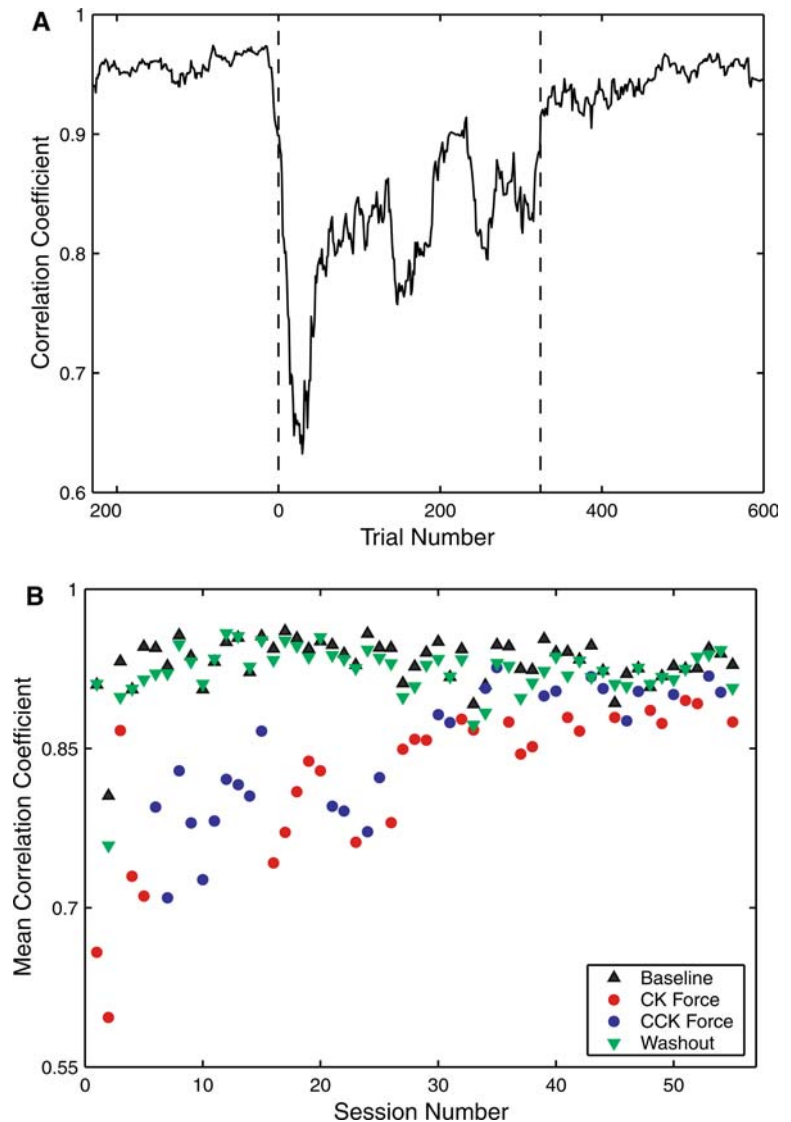 A
1
0.9
0.8
0.7
0.6
Correlation Coefficient
200 0 200 400 600
Trial Number
B
1
0.85
0.7
0.55
Mean Correlation Coefficient
Baseline
CK Force
CCK Force
Washout
0 10 20 30 40 50
Session Number